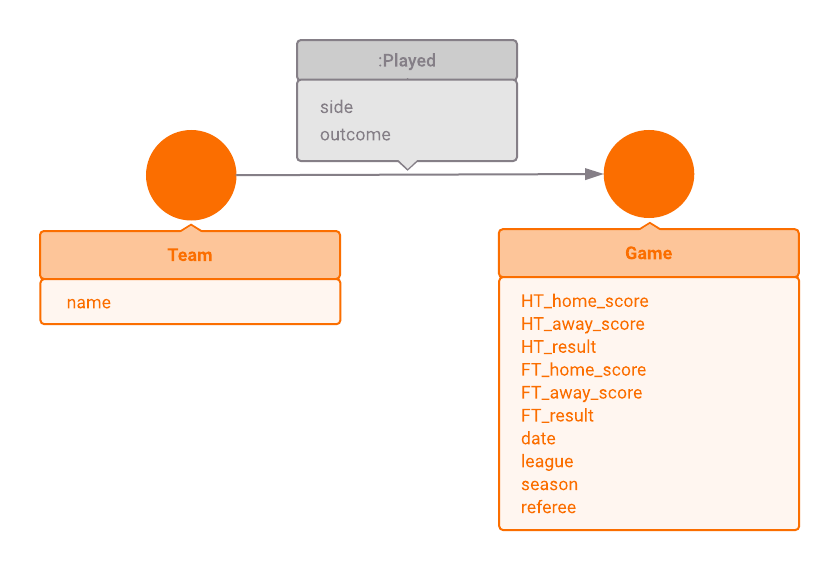 :Played
side
outcome
Team
name
Game
HT_home_score
HT_away_score
HT_result
FT_home_score
FT_away_score
FT_result
date
league
season
referee